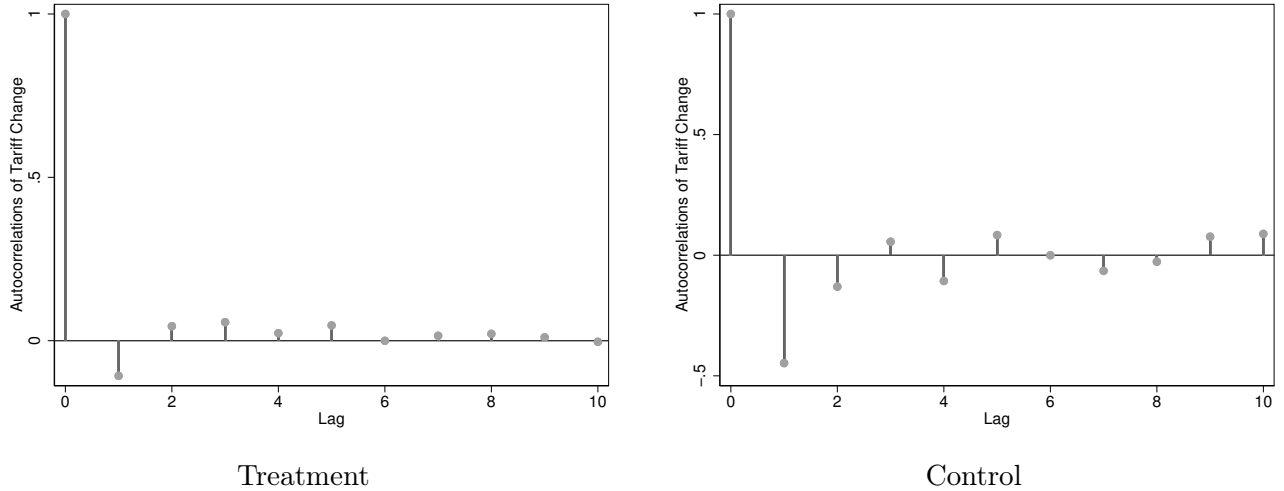 Autocorrelations of Tariff Change
1
.5
0
0 2 4 6 8 10
Lag
Treatment
Autocorrelations of Tariff Change
1
.5
0
-.5
0 2 4 6 8 10
Lag
Control